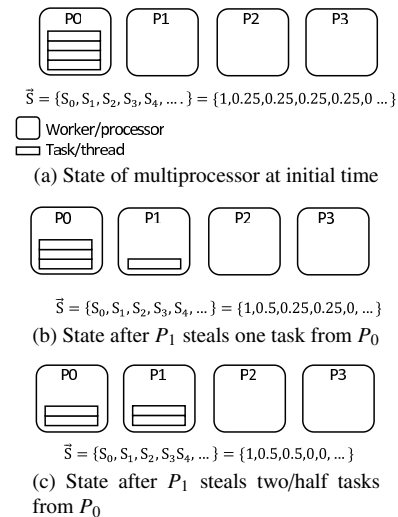 P0 P1 P2 P3
S⃗ = {S₀, S₁, S₂, S₃, S₄, … . } = {1,0.25,0.25,0.25,0.25,0 … }
Worker/processor
Task/thread
(a) State of multiprocessor at initial time
P0 P1 P2 P3
S⃗ = {S₀, S₁, S₂, S₃, S₄, … } = {1,0.5,0.25,0.25,0, … }
(b) State after P₁ steals one task from P₀
P0 P1 P2 P3
S⃗ = {S₀, S₁, S₂, S₃S₄, … } = {1,0.5,0.5,0,0, … }
(c) State after P₁ steals two/half tasks
from P₀